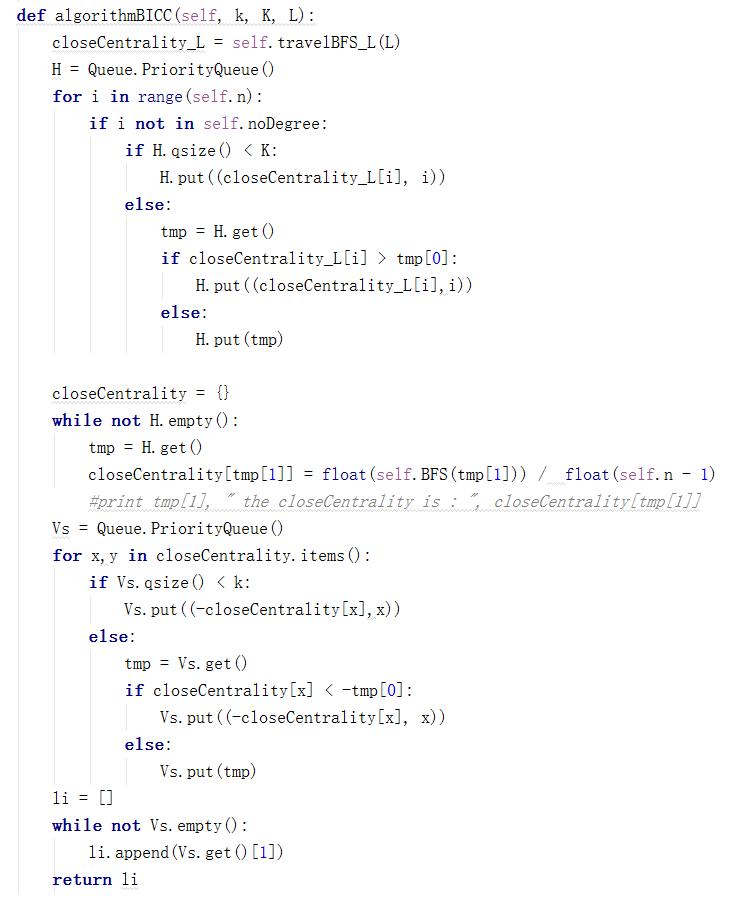 def algorithmBICC(self, k, K, L):
    closeCentrality_L = self.travelBFS_L(L)
    H = Queue.PriorityQueue()
    for i in range(self.n):
        if i not in self.noDegree:
            if H.qsize() < K:
                H.put((closeCentrality_L[i], i))
            else:
                tmp = H.get()
                if closeCentrality_L[i] > tmp[0]:
                    H.put((closeCentrality_L[i],i))
                else:
                    H.put(tmp)

    closeCentrality = {}
    while not H.empty():
        tmp = H.get()
        closeCentrality[tmp[1]] = float(self.BFS(tmp[1])) /  float(self.n - 1)
        #print tmp[1], " the closeCentrality is : ", closeCentrality[tmp[1]]
    Vs = Queue.PriorityQueue()
    for x,y in closeCentrality.items():
        if Vs.qsize() < k:
            Vs.put((-closeCentrality[x],x))
        else:
            tmp = Vs.get()
            if closeCentrality[x] < -tmp[0]:
                Vs.put((-closeCentrality[x], x))
            else:
                Vs.put(tmp)
    li = []
    while not Vs.empty():
        li.append(Vs.get()[1])
    return li